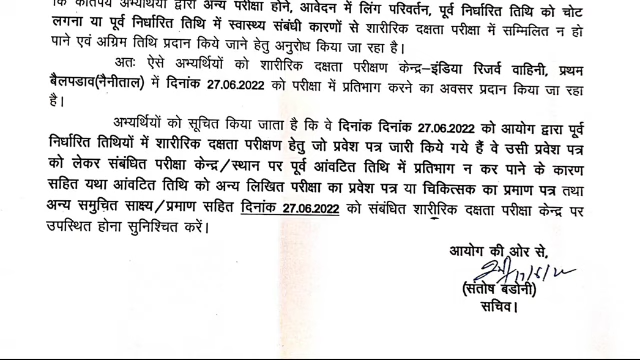 कि कतिपय अभ्यर्थियों द्वारा अन्य परीक्षा होने, आवेदन में लिंग परिवर्तन, पूर्व निर्धारित तिथि को चोट
लगना या पूर्व निर्धारित तिथि में स्वास्थ्य संबंधी कारणों से शारीरिक दक्षता परीक्षा में सम्मिलित न हो
पाने एवं अग्रिम तिथि प्रदान किये जाने हेतु अनुरोध किया जा रहा है।
अतः ऐसे अभ्यर्थियों को शारीरिक दक्षता परीक्षण केन्द्र–इंडिया रिजर्व वाहिनी, प्रथम
बैलपडाव(नैनीताल) में दिनांक 27.06.2022 को परीक्षा में प्रतिभाग करने का अवसर प्रदान किया जा रहा
है।
अभ्यर्थियों को सूचित किया जाता है कि वे दिनांक दिनांक 27.06.2022 को आयोग द्वारा पूर्व
निर्धारित तिथियों में शारीरिक दक्षता परीक्षण हेतु जो प्रवेश पत्र जारी किये गये हैं वे उसी प्रवेश पत्र
को लेकर संबंधित परीक्षा केन्द्र/स्थान पर पूर्व आंवटित तिथि में प्रतिभाग न कर पाने के कारण
सहित यथा आंवटित तिथि को अन्य लिखित परीक्षा का प्रवेश पत्र या चिकित्सक का प्रमाण पत्र तथा
अन्य समुचित साक्ष्य/प्रमाण सहित दिनांक 27.06.2022 को संबंधित शारीरिक दक्षता परीक्षा केन्द्र पर
उपस्थित होना सुनिश्चित करें।
आयोग की ओर से,
(संतोष बडोनी)
सचिव।